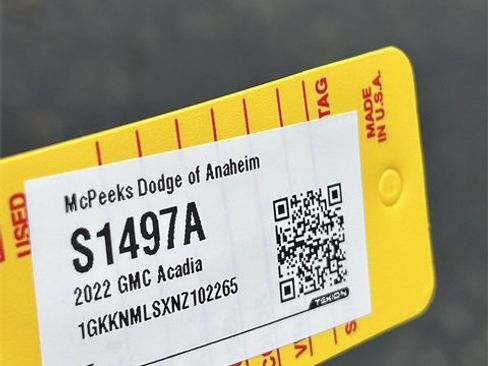 McPeeks Dodge of Anaheim
S1497A
2022 GMC Acadia
1GKKNMLSXNZ102265
TEKION
USED
TAG
MADE
IN U.S.A.